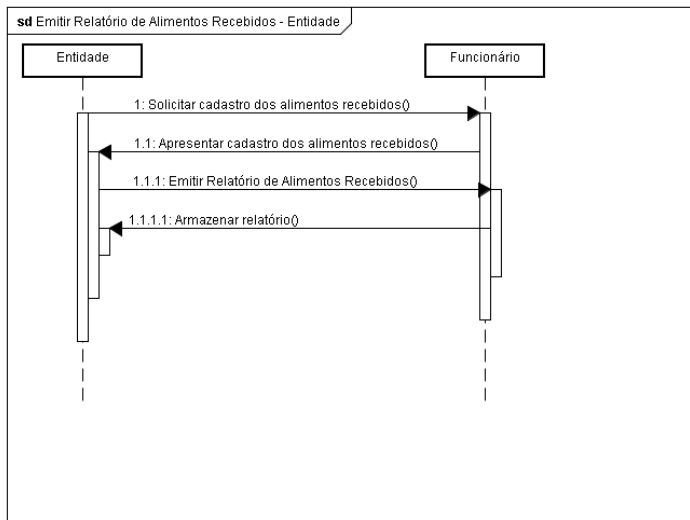 sd Emitir Relatório de Alimentos Recebidos - Entidade
Entidade
Funcionário
1: Solicitar cadastro dos alimentos recebidos()
1.1: Apresentar cadastro dos alimentos recebidos()
1.1.1: Emitir Relatório de Alimentos Recebidos()
1.1.1.1: Armazenar relatório()